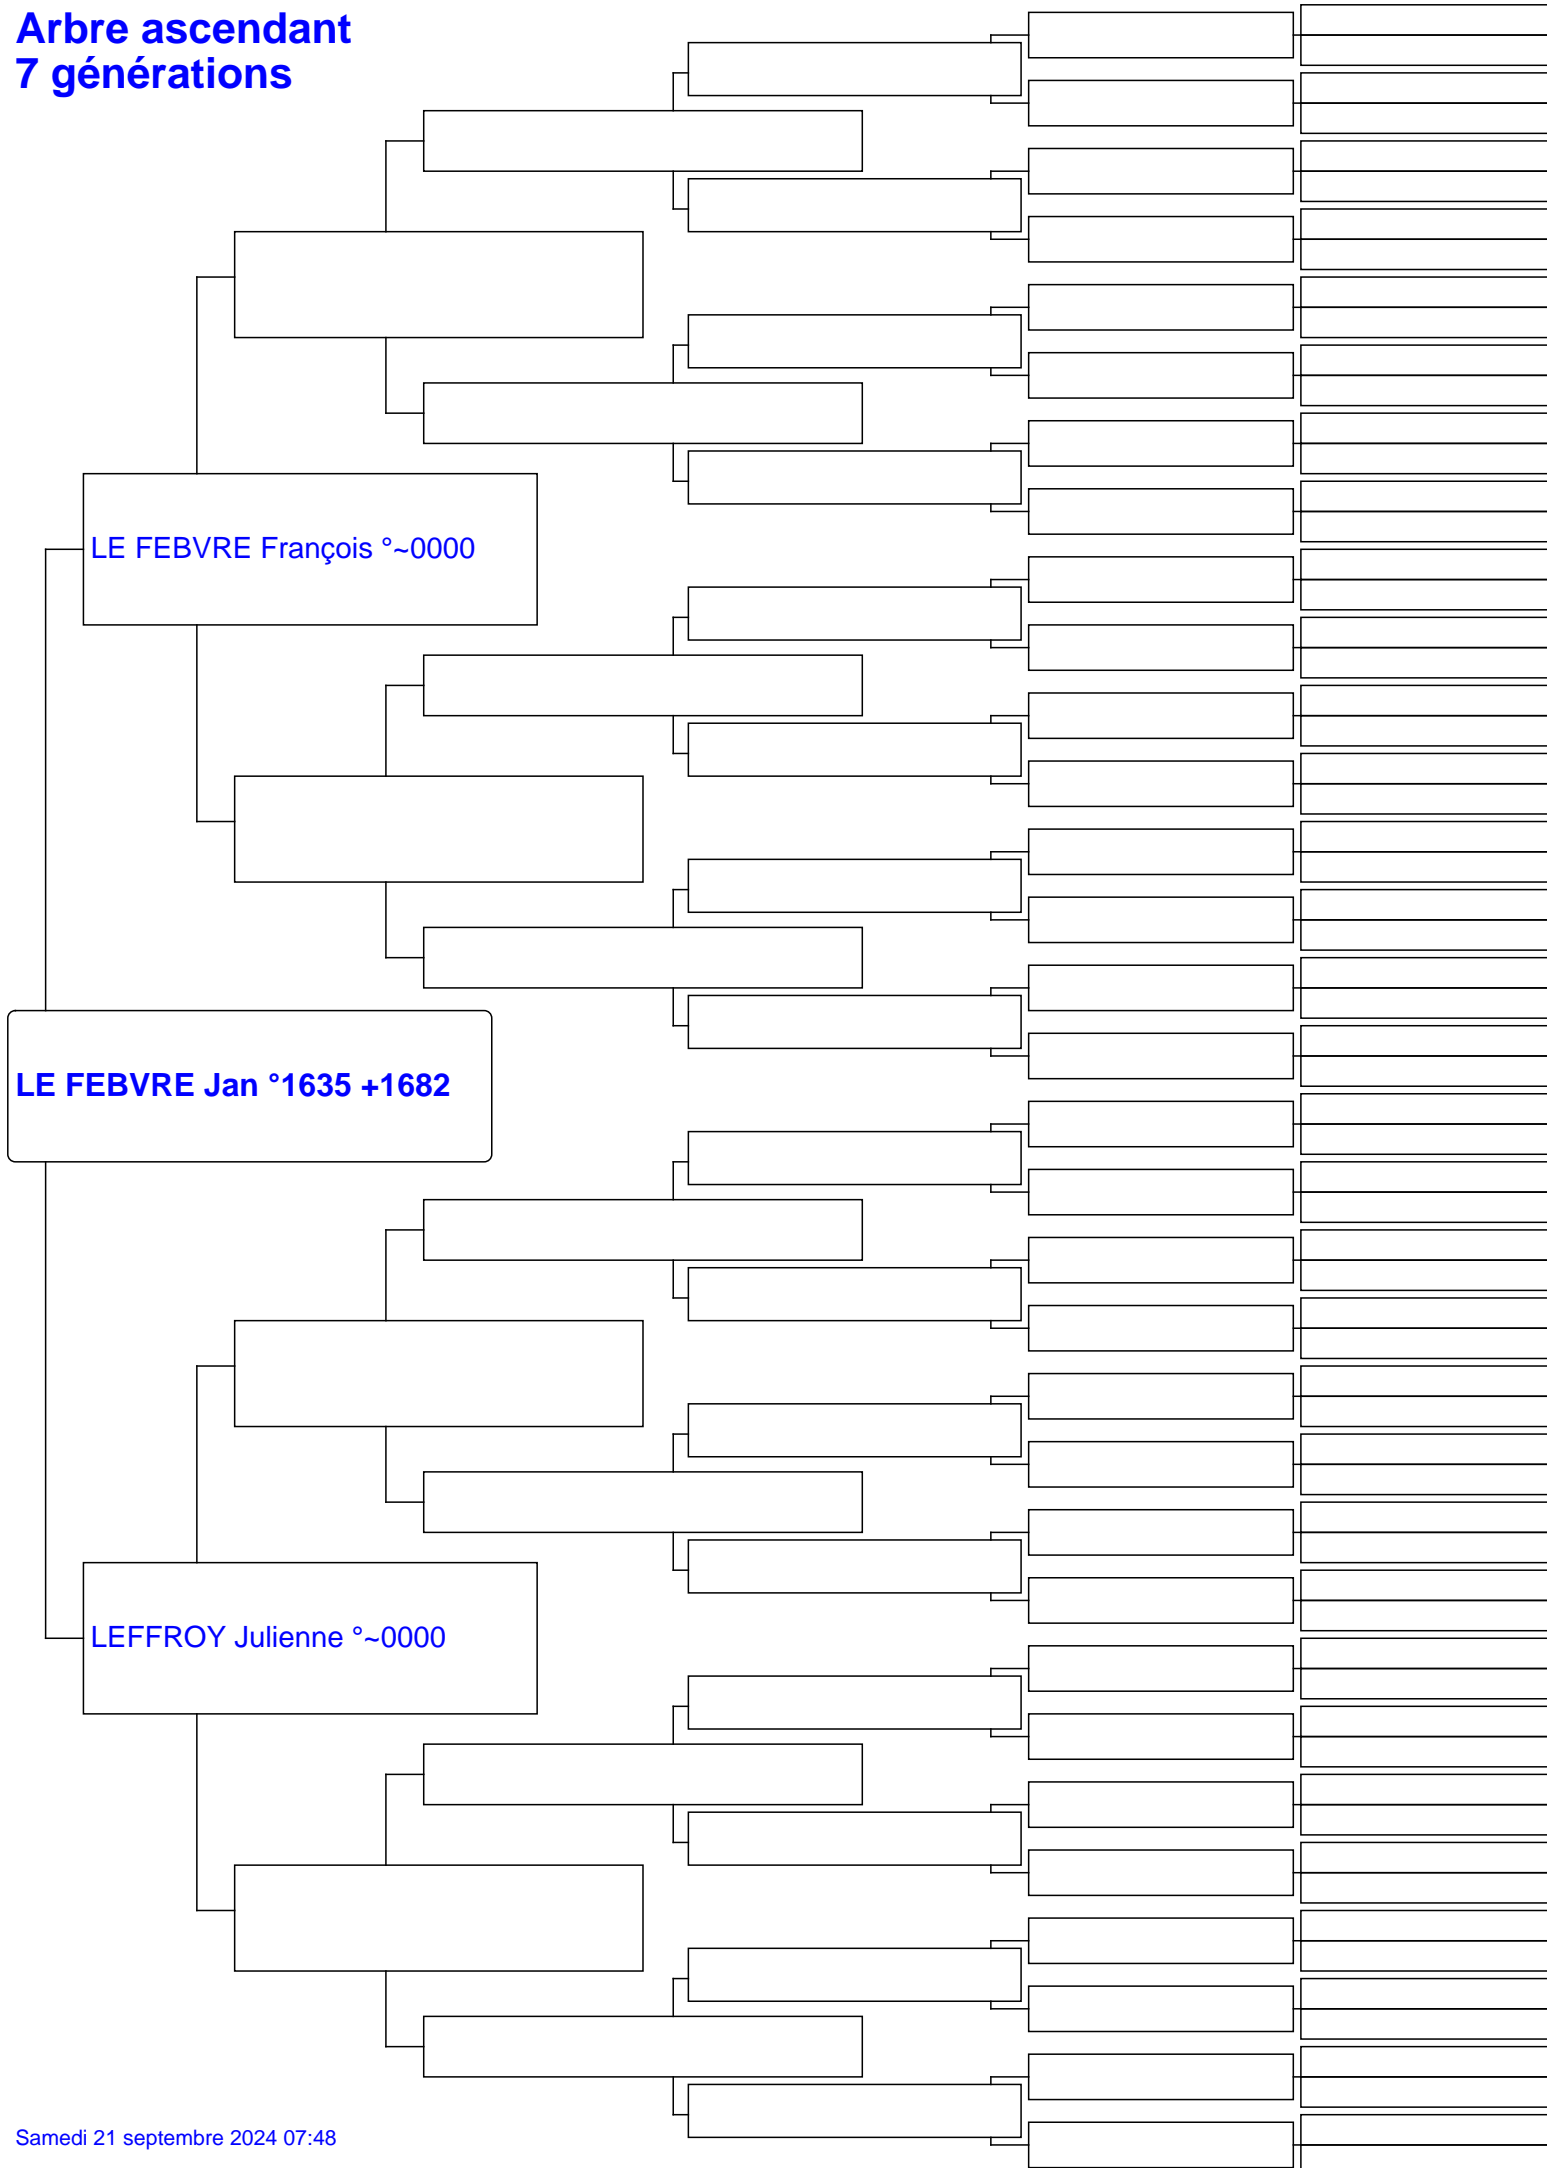 Arbre ascendant
7 générations
LE FEBVRE François °~0000
LE FEBVRE Jan °1635 +1682
LEFFROY Julienne °~0000
Samedi 21 septembre 2024 07:48